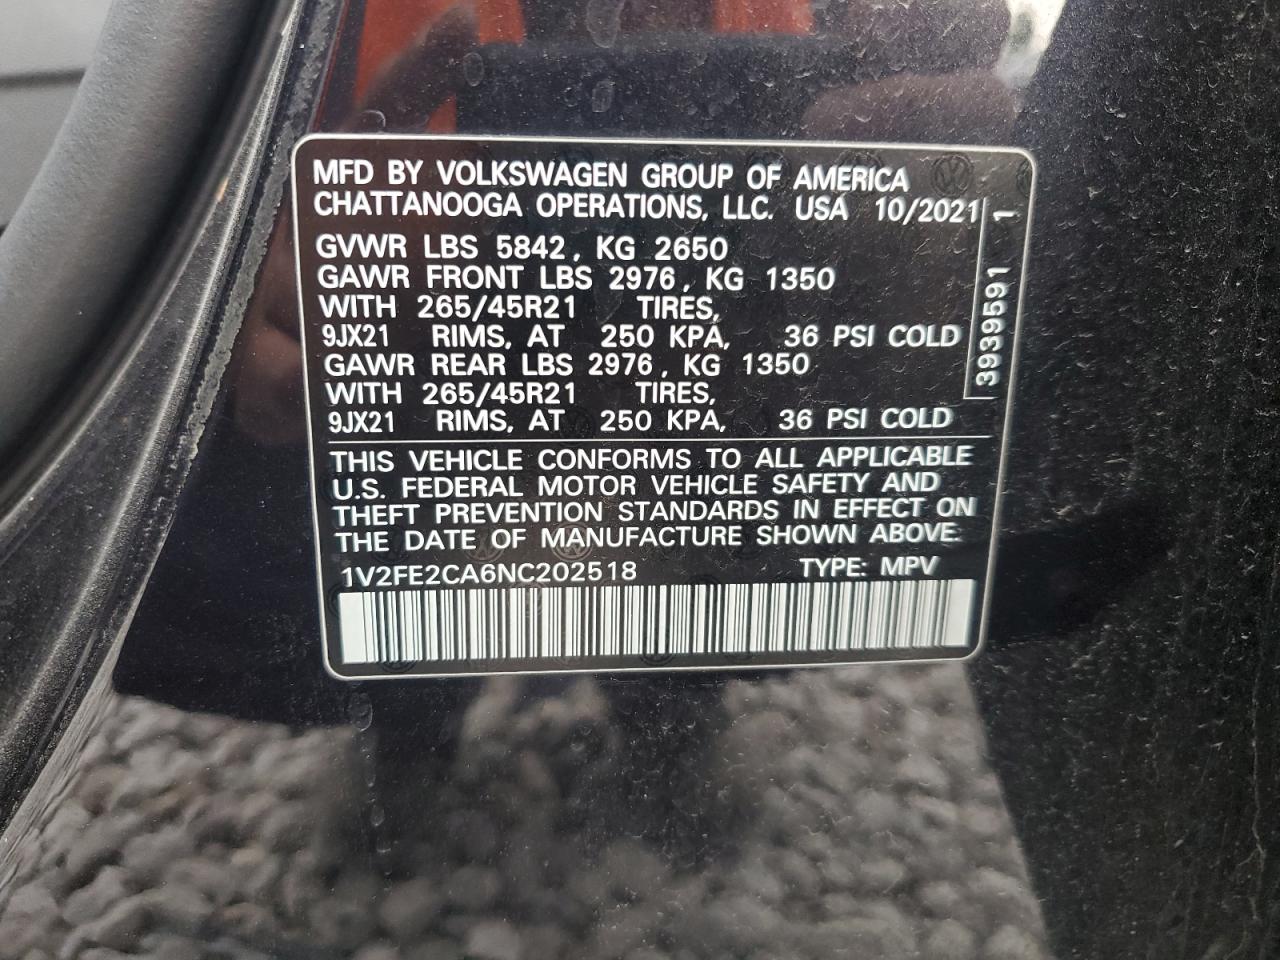 MFD BY VOLKSWAGEN GROUP OF AMERICA
CHATTANOOGA OPERATIONS, LLC. USA 10/2021
GVWR LBS 5842, KG 2650
GAWR FRONT LBS 2976, KG 1350
WITH 265/45R21 TIRES,
9JX21 RIMS, AT 250 KPA, 36 PSI COLD
GAWR REAR LBS 2976, KG 1350
WITH 265/45R21 TIRES,
9JX21 RIMS, AT 250 KPA, 36 PSI COLD
3939591 1
THIS VEHICLE CONFORMS TO ALL APPLICABLE
U.S. FEDERAL MOTOR VEHICLE SAFETY AND
THEFT PREVENTION STANDARDS IN EFFECT ON
THE DATE OF MANUFACTURE SHOWN ABOVE.
1V2FE2CA6NC202518 TYPE: MPV